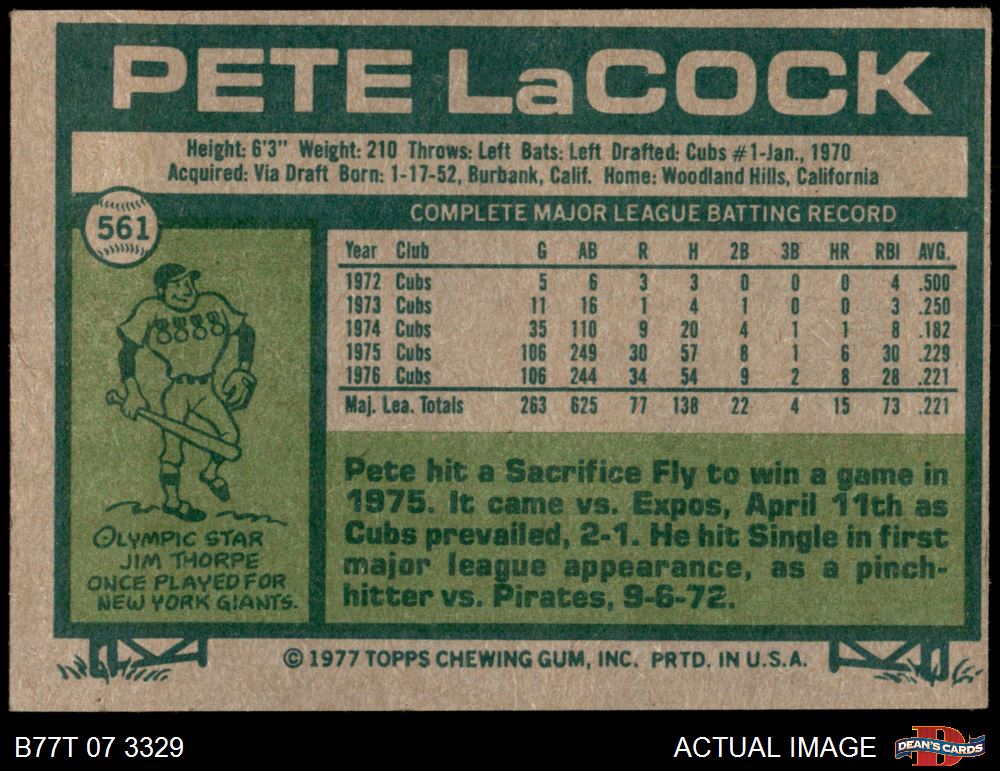 PETE LaCOCK
Height: 6'3" Weight: 210 Throws: Left Bats: Left Drafted: Cubs #1-Jan., 1970
Acquired: Via Draft Born: 1-17-52, Burbank, Calif. Home: Woodland Hills, California
561
COMPLETE MAJOR LEAGUE BATTING RECORD
Year Club G AB R H 2B 3B HR RBI AVG.
1972 Cubs 5 6 3 3 0 0 0 4 .500
1973 Cubs 11 16 1 4 1 0 0 3 .250
1974 Cubs 35 110 9 20 4 1 1 8 .182
1975 Cubs 106 249 30 57 8 1 6 30 .229
1976 Cubs 106 244 34 54 9 2 8 28 .221
Maj. Lea. Totals 263 625 77 138 22 4 15 73 .221
OLYMPIC STAR
JIM THORPE
ONCE PLAYED FOR
NEW YORK GIANTS.
Pete hit a Sacrifice Fly to win a game in
1975. It came vs. Expos, April 11th as
Cubs prevailed, 2-1. He hit Single in first
major league appearance, as a pinch-
hitter vs. Pirates, 9-6-72.
© 1977 TOPPS CHEWING GUM, INC. PRTD. IN U.S.A.
B77T 07 3329
ACTUAL IMAGE
D
DEAN'S CARDS